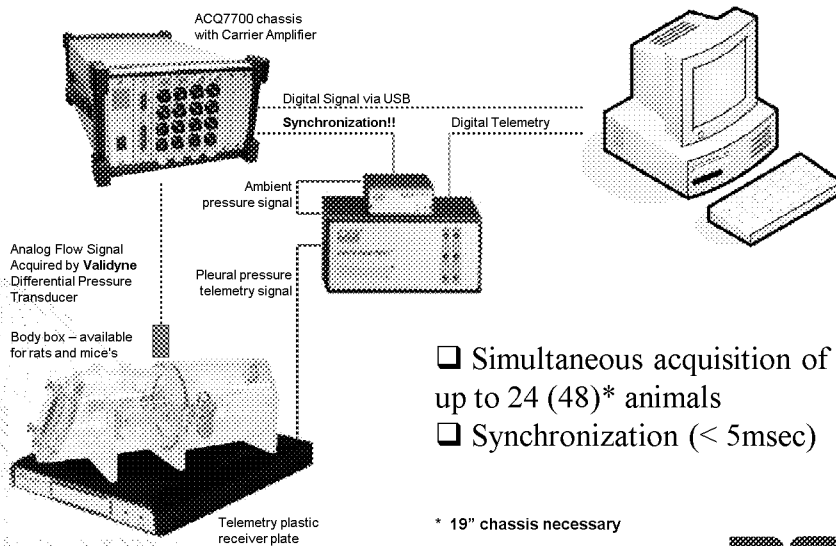 ACQ7700 chassis
with Carrier Amplifier
Digital Signal via USB
Synchronization!!
Digital Telemetry
Ambient
pressure signal
Analog Flow Signal
Acquired by Validyne
Differential Pressure
Transducer
Pleural pressure
telemetry signal
Body box – available
for rats and mice's
❑ Simultaneous acquisition of
up to 24 (48)* animals
❑ Synchronization (< 5msec)
* 19" chassis necessary
Telemetry plastic
receiver plate